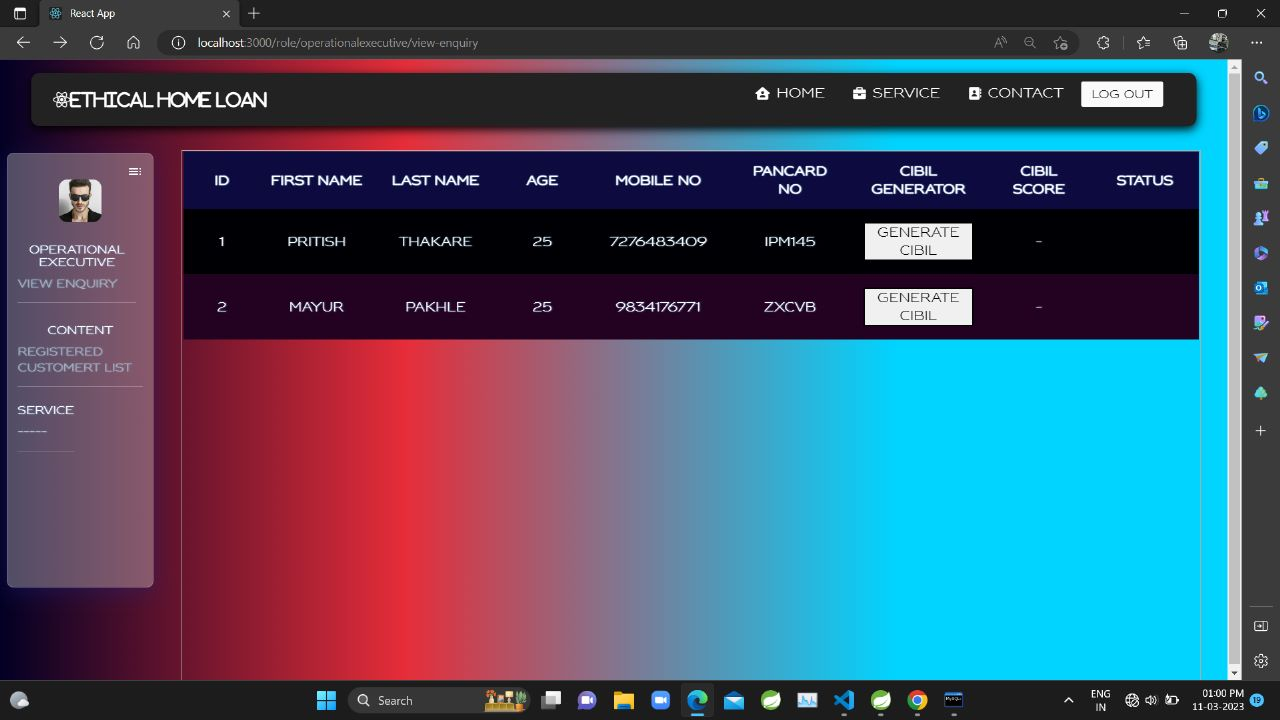 React App
localhost:3000/role/operationalexecutive/view-enquiry
ETHICAL HOME LOAN
HOME
SERVICE
CONTACT
LOG OUT
OPERATIONAL
EXECUTIVE
VIEW ENQUIRY
CONTENT
REGISTERED
CUSTOMERT LIST
SERVICE
-----
ID FIRST NAME LAST NAME AGE MOBILE NO PANCARD NO CIBIL GENERATOR CIBIL SCORE STATUS
1 PRITISH THAKARE 25 7276483409 IPM145 GENERATE CIBIL -
2 MAYUR PAKHLE 25 9834176771 ZXCVB GENERATE CIBIL -
Search
ENG
IN
01:00 PM
11-03-2023
19